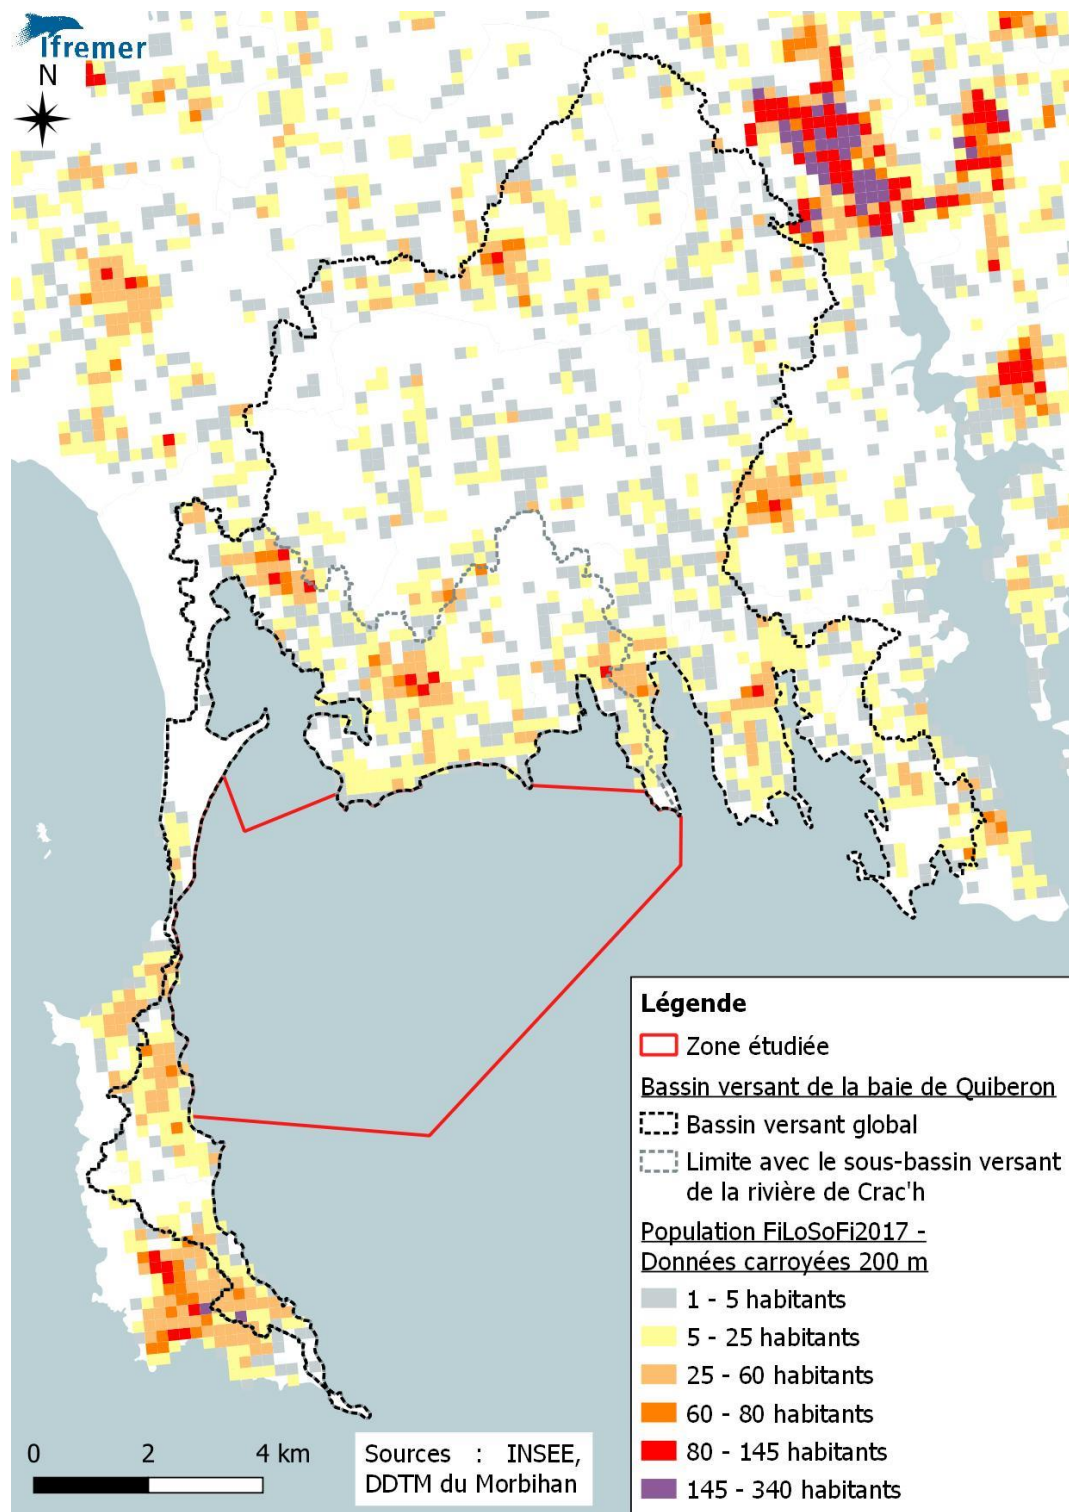 Ifremer
N
Légende
Zone étudiée
Bassin versant de la baie de Quiberon
Bassin versant global
Limite avec le sous-bassin versant
de la rivière de Crac'h
Population FiLoSoFi2017 -
Données carroyées 200 m
1 - 5 habitants
5 - 25 habitants
25 - 60 habitants
60 - 80 habitants
80 - 145 habitants
145 - 340 habitants
0 2 4 km
Sources : INSEE,
DDTM du Morbihan